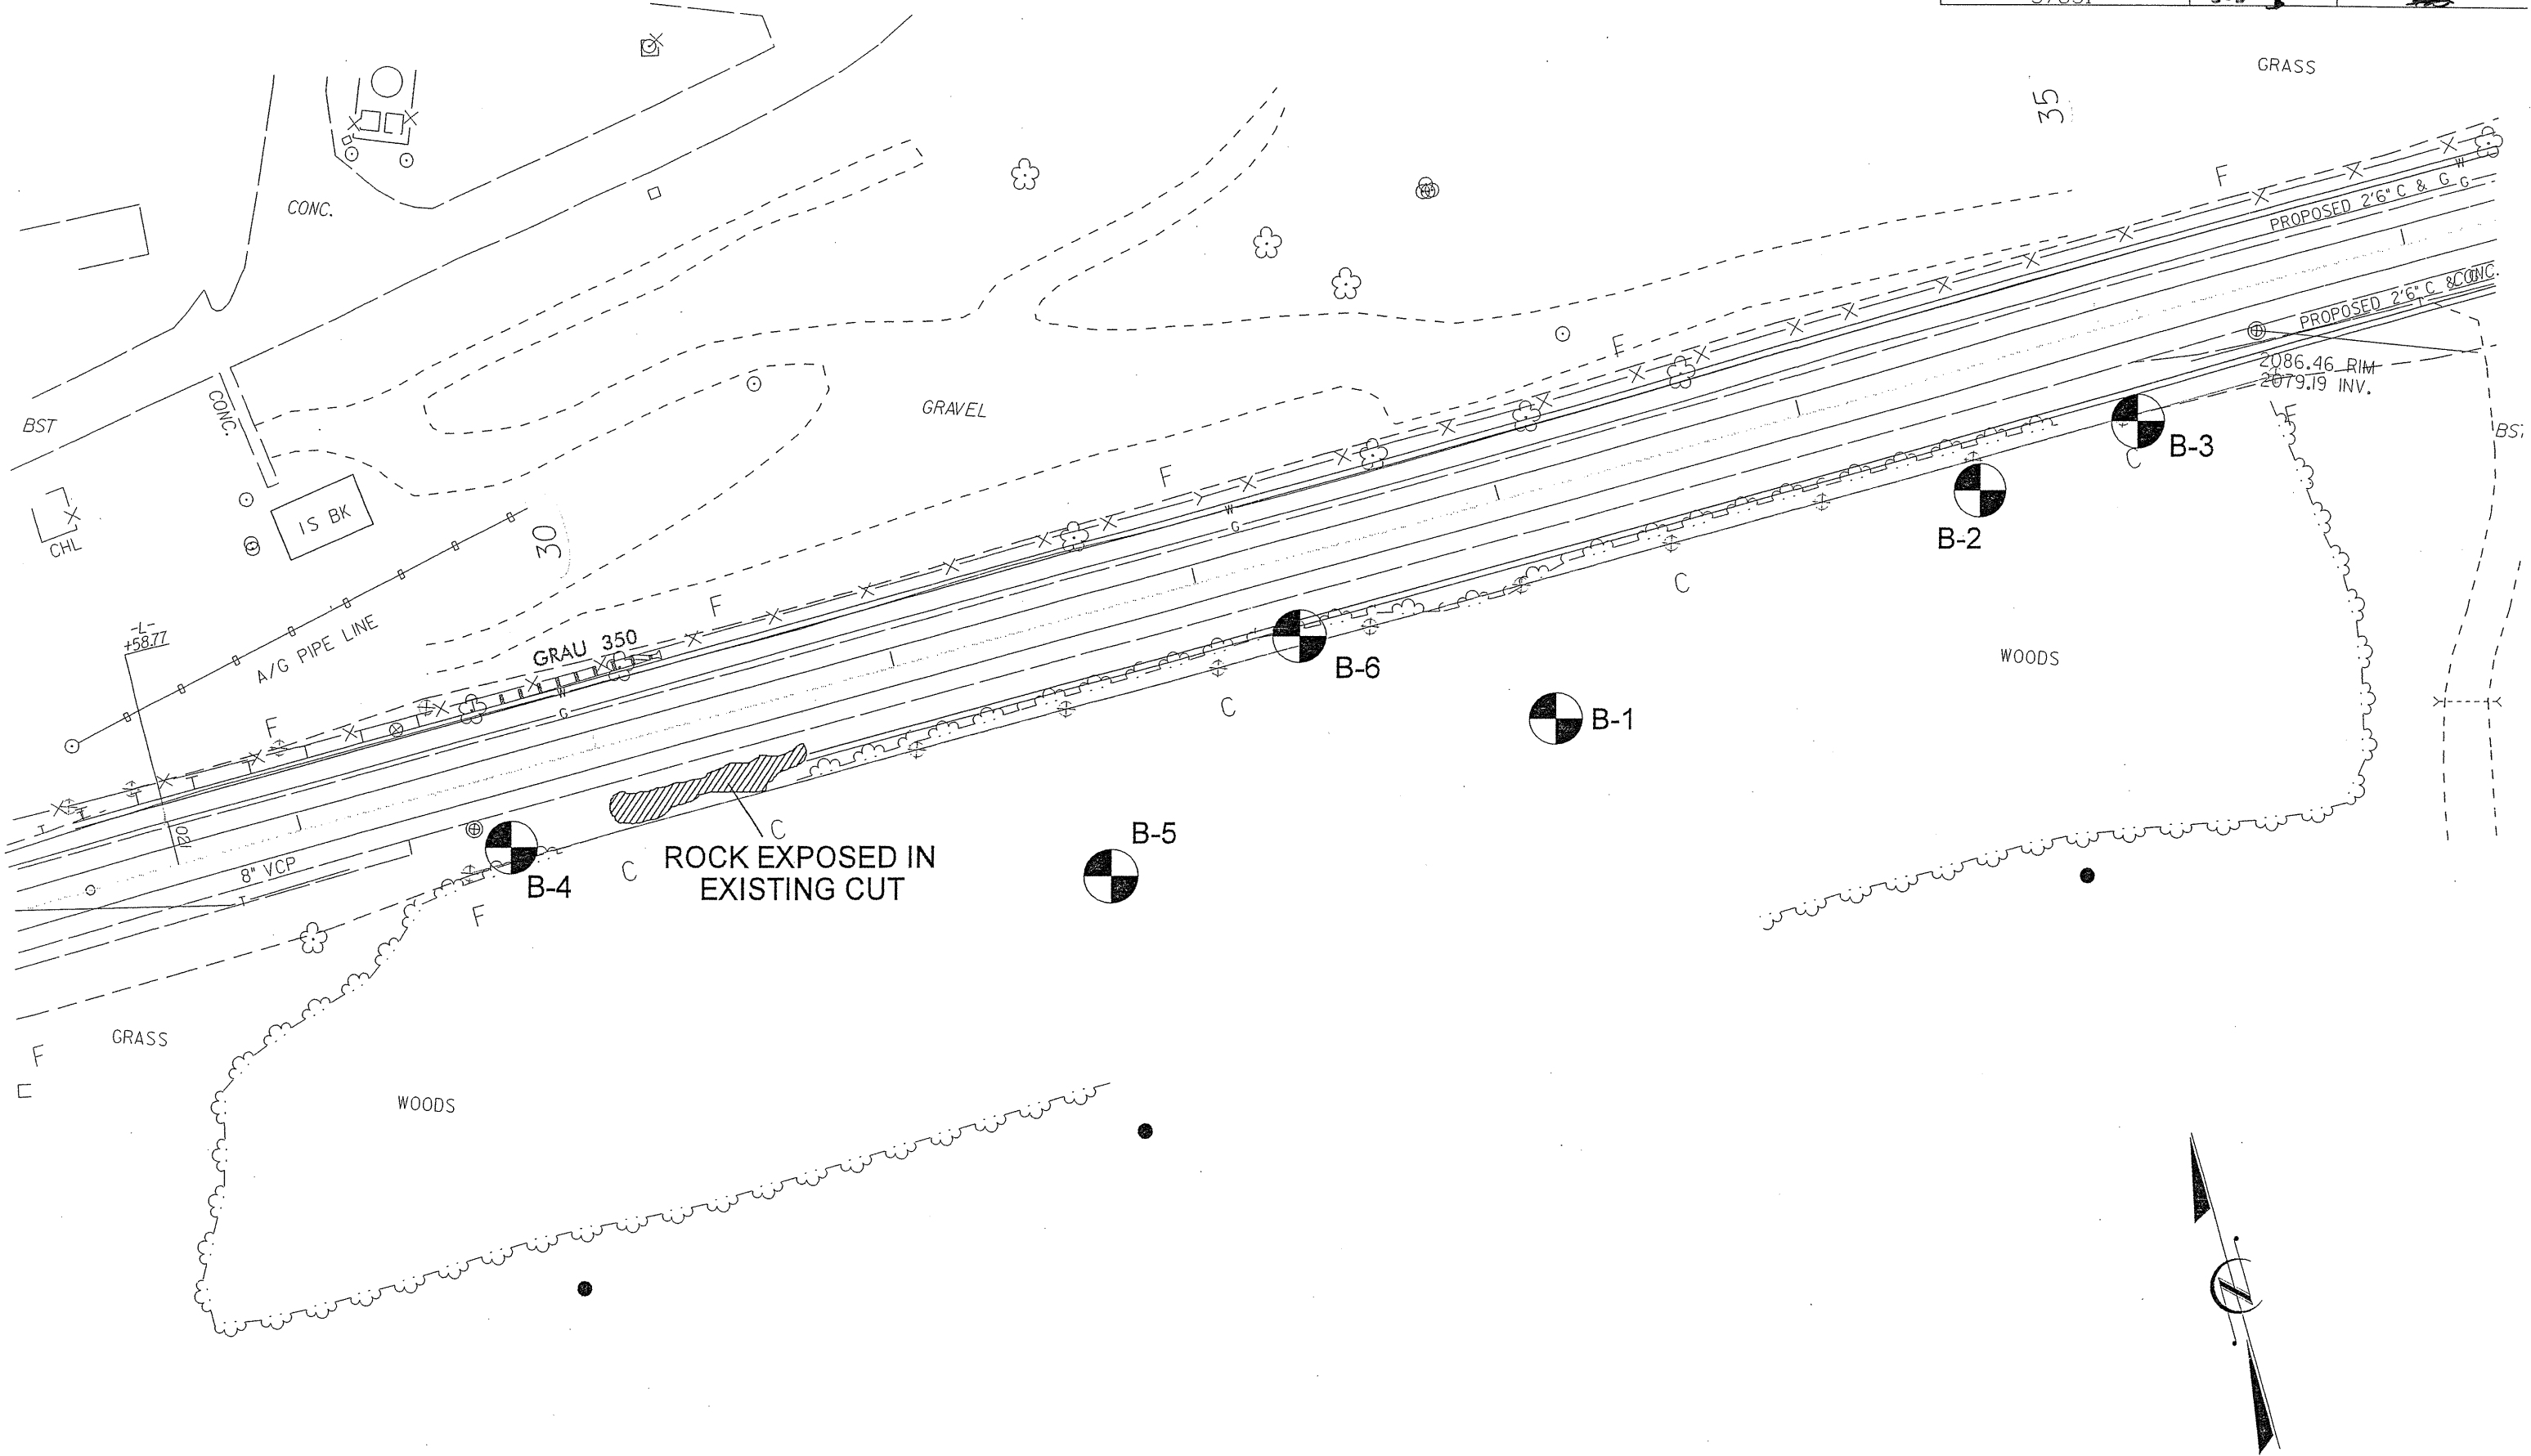 GRASS
35
F
PROPOSED 2'6" C & G
W
G
CONC.
PROPOSED 2'6" C & CONC.
2086.46 RIM
2079.19 INV.
F
F
GRAVEL
BST
CONC.
BST
B-3
C
F
IS BK
CHL
30
W
G
B-2
C
-L-
+58.77
A/G PIPE LINE
GRAU 350
F
W
G
B-6
C
WOODS
B-1
F
T
T
T
T
T
8" VCP
T
B-4
C
C
ROCK EXPOSED IN
EXISTING CUT
B-5
F
GRASS
F
WOODS
N